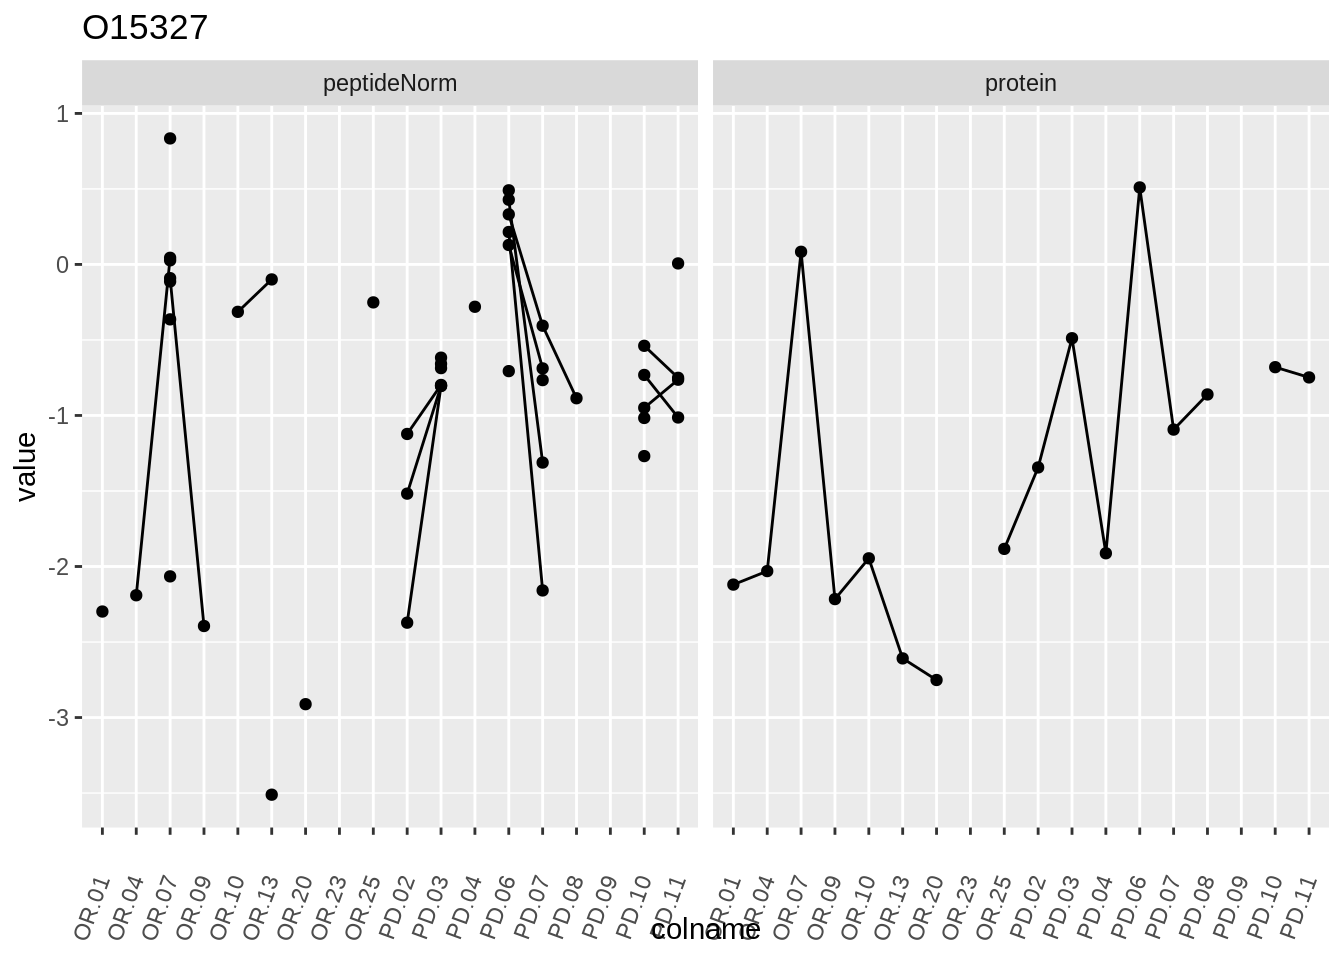 O15327
peptideNorm protein
1
0
-1
-2
-3
value
OR.01 OR.04 OR.07 OR.09 OR.10 OR.13 OR.20 OR.23 OR.25 PD.02 PD.03 PD.04 PD.06 PD.07 PD.08 PD.09 PD.10 PD.11 OR.01 OR.04 OR.07 OR.09 OR.10 OR.13 OR.20 OR.23 OR.25 PD.02 PD.03 PD.04 PD.06 PD.07 PD.08 PD.09 PD.10 PD.11
colname